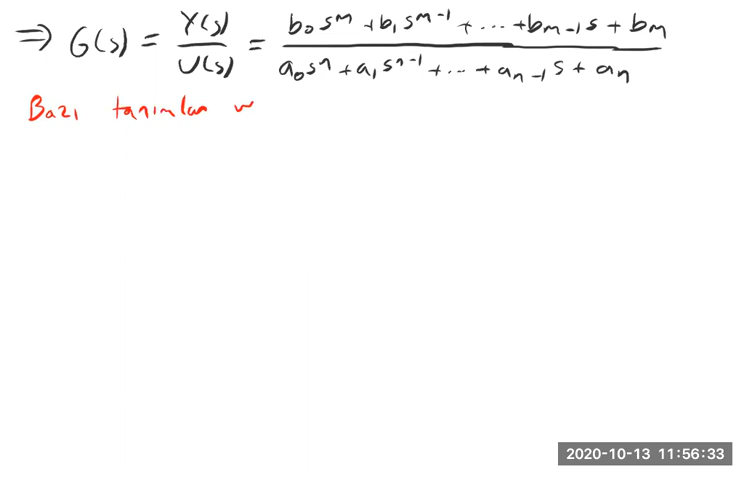 ⇒ G(s) = Y(s)/U(s) = (b₀sᵐ + b₁sᵐ⁻¹ + ... + bₘ₋₁s + bₘ)/(a₀sⁿ + a₁sⁿ⁻¹ + ... + aₙ₋₁s + aₙ)
Bazı tanımlar
2020-10-13 11:56:33